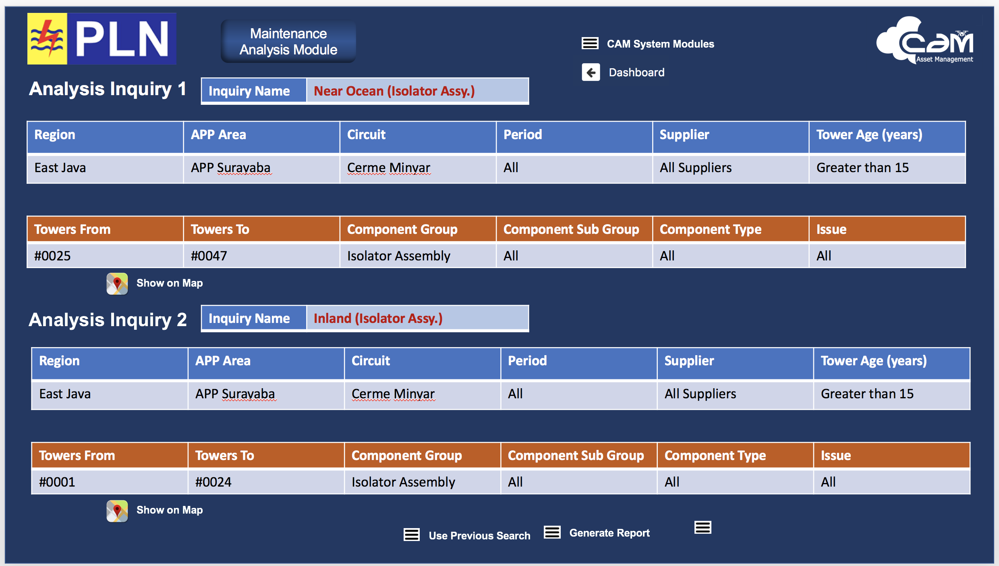 PLN
Maintenance
Analysis Module
CAM System Modules
CAM
Asset Management
Dashboard
Analysis Inquiry 1
Inquiry Name Near Ocean (Isolator Assy.)
Region APP Area Circuit Period Supplier Tower Age (years)
East Java APP Surayaba Cerme Minyar All All Suppliers Greater than 15
Towers From Towers To Component Group Component Sub Group Component Type Issue
#0025 #0047 Isolator Assembly All All All
Show on Map
Analysis Inquiry 2
Inquiry Name Inland (Isolator Assy.)
Region APP Area Circuit Period Supplier Tower Age (years)
East Java APP Surayaba Cerme Minyar All All Suppliers Greater than 15
Towers From Towers To Component Group Component Sub Group Component Type Issue
#0001 #0024 Isolator Assembly All All All
Show on Map
Use Previous Search
Generate Report